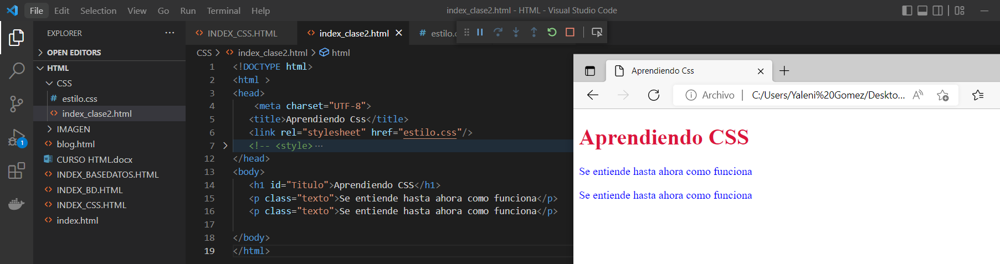 File Edit Selection View Go Run Terminal Help
index_clase2.html - HTML - Visual Studio Code
EXPLORER
OPEN EDITORS
HTML
CSS
estilo.css
index_clase2.html
IMAGEN
blog.html
CURSO HTML.docx
INDEX_BASEDATOS.HTML
INDEX_BD.HTML
INDEX_CSS.HTML
index.html
1
INDEX_CSS.HTML index_clase2.html estilo.c
CSS > index_clase2.html > html
1 <!DOCTYPE html>
2 <html >
3 <head>
4 <meta charset="UTF-8">
5 <title>Aprendiendo Css</title>
6 <link rel="stylesheet" href="estilo.css"/>
7 <!-- <style>…
12 </head>
13 <body>
14 <h1 id="Titulo">Aprendiendo CSS</h1>
15 <p class="texto">Se entiende hasta ahora como funciona</p>
16 <p class="texto">Se entiende hasta ahora como funciona</p>
17
18 </body>
19 </html>
Aprendiendo Css
Archivo | C:/Users/Yaleni%20Gomez/Deskto...
Aprendiendo CSS
Se entiende hasta ahora como funciona
Se entiende hasta ahora como funciona